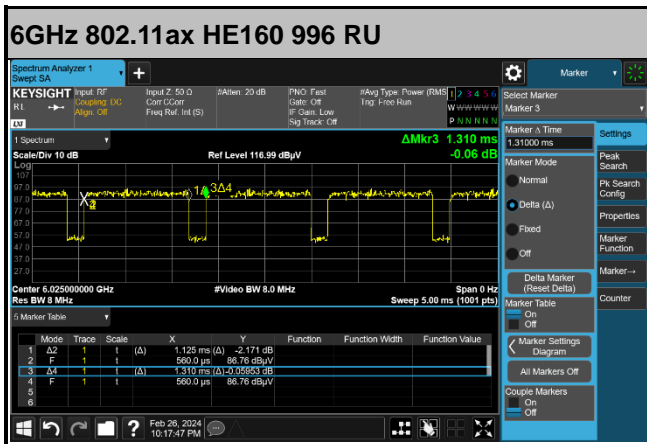 6GHz 802.11ax HE160 996 RU
Spectrum Analyzer 1
Swept SA
Marker
KEYSIGHT
RL
LXI
Input: RF
Coupling: DC
Align: Off
Input Z: 50 Ω
Corr CCorr
Freq Ref: Int (S)
#Atten: 20 dB
PNO: Fast
Gate: Off
IF Gain: Low
Sig Track: Off
#Avg Type: Power (RMS
Trig: Free Run
1 2 3 4 5 6
W W W W W W
P N N N N N
Select Marker
Marker 3
1 Spectrum
ΔMkr3 1.310 ms
-0.06 dB
Scale/Div 10 dB
Ref Level 116.99 dBµV
Log
107
97.0
87.0
77.0
67.0
57.0
47.0
37.0
27.0
1Δ
3Δ4
Center 6.025000000 GHz
Res BW 8 MHz
#Video BW 8.0 MHz
Span 0 Hz
Sweep 5.00 ms (1001 pts)
5 Marker Table
Mode Trace Scale X Y Function Function Width Function Value
1 Δ2 1 t (Δ) 1.125 ms (Δ) -2.171 dB
2 F 1 t 560.0 µs 86.76 dBµV
3 Δ4 1 t (Δ) 1.310 ms (Δ) -0.05953 dB
4 F 1 t 560.0 µs 86.76 dBµV
5
6
Marker Δ Time
1.31000 ms
Marker Mode
Normal
Delta (Δ)
Fixed
Off
Delta Marker
(Reset Delta)
Marker Table
On
Off
Marker Settings
Diagram
All Markers Off
Couple Markers
On
Off
Settings
Peak
Search
Pk Search
Config
Properties
Marker
Function
Marker→
Counter
?
Feb 26, 2024
10:17:47 PM